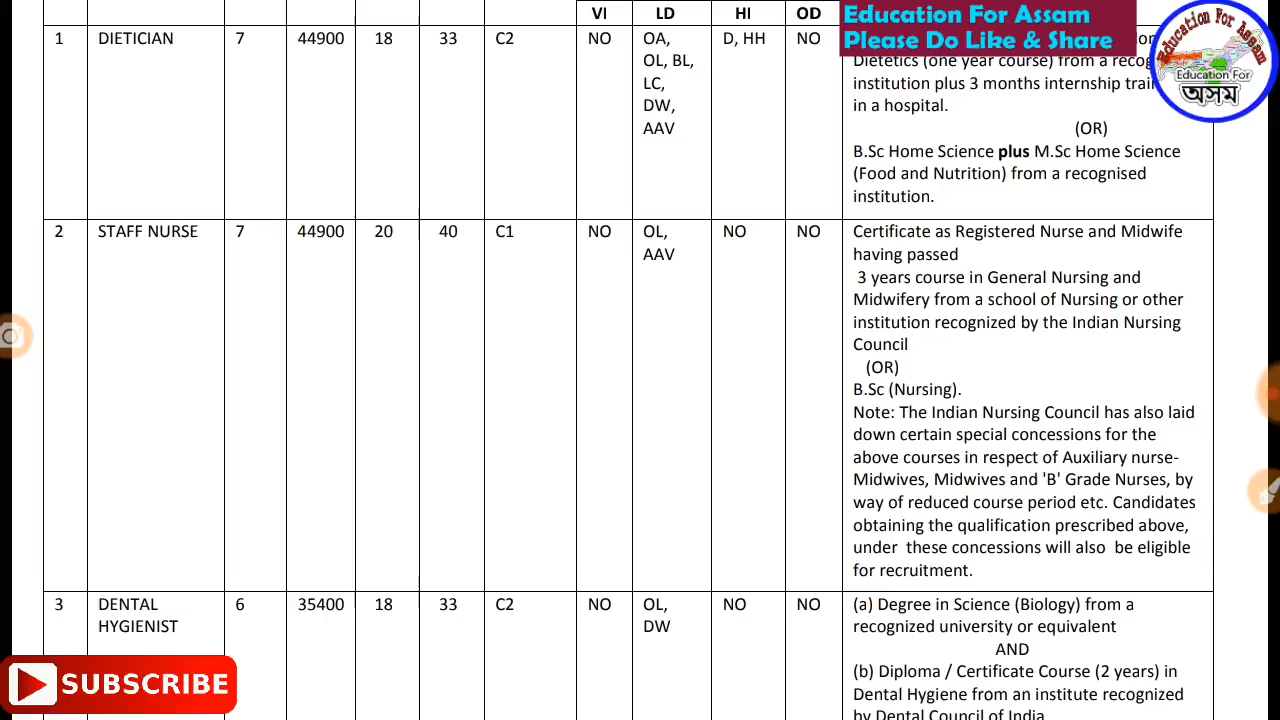 VI LD HI OD
Education For Assam
Please Do Like & Share
Education For Assam
Education For
অসম
1 DIETICIAN 7 44900 18 33 C2 NO OA, D, HH NO
OL, BL,
LC,
DW,
AAV
Dietetics (one year course) from a
institution plus 3 months internship
in a hospital.
(OR)
B.Sc Home Science plus M.Sc Home Science
(Food and Nutrition) from a recognised
institution.
2 STAFF NURSE 7 44900 20 40 C1 NO OL, NO NO
AAV
Certificate as Registered Nurse and Midwife
having passed
3 years course in General Nursing and
Midwifery from a school of Nursing or other
institution recognized by the Indian Nursing
Council
(OR)
B.Sc (Nursing).
Note: The Indian Nursing Council has also laid
down certain special concessions for the
above courses in respect of Auxiliary nurse-
Midwives, Midwives and 'B' Grade Nurses, by
way of reduced course period etc. Candidates
obtaining the qualification prescribed above,
under these concessions will also be eligible
for recruitment.
3 DENTAL 6 35400 18 33 C2 NO OL, NO NO
HYGIENIST DW
(a) Degree in Science (Biology) from a
recognized university or equivalent
AND
(b) Diploma / Certificate Course (2 years) in
Dental Hygiene from an institute recognized
by Dental Council of India
SUBSCRIBE